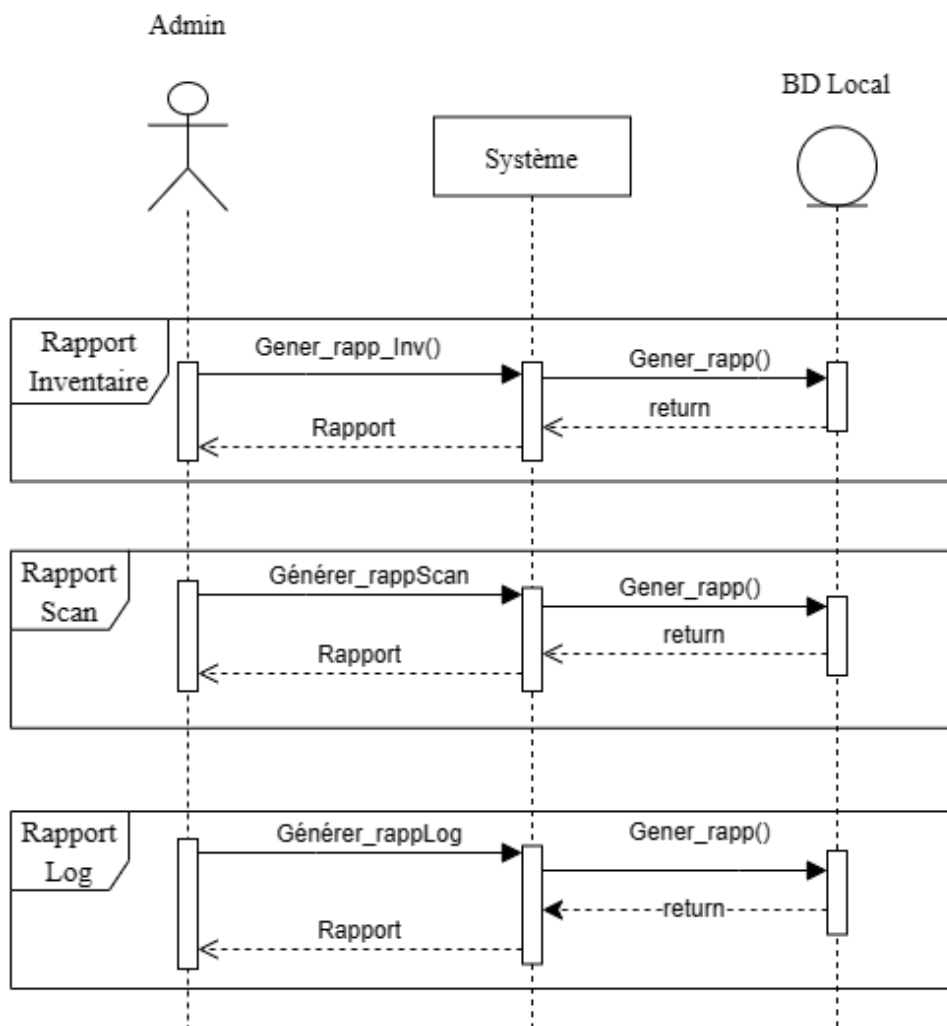 Admin
BD Local
Système
Rapport
Inventaire
Gener_rapp_Inv()
Gener_rapp()
return
Rapport
Rapport
Scan
Générer_rappScan
Gener_rapp()
return
Rapport
Rapport
Log
Générer_rappLog
Gener_rapp()
return
Rapport